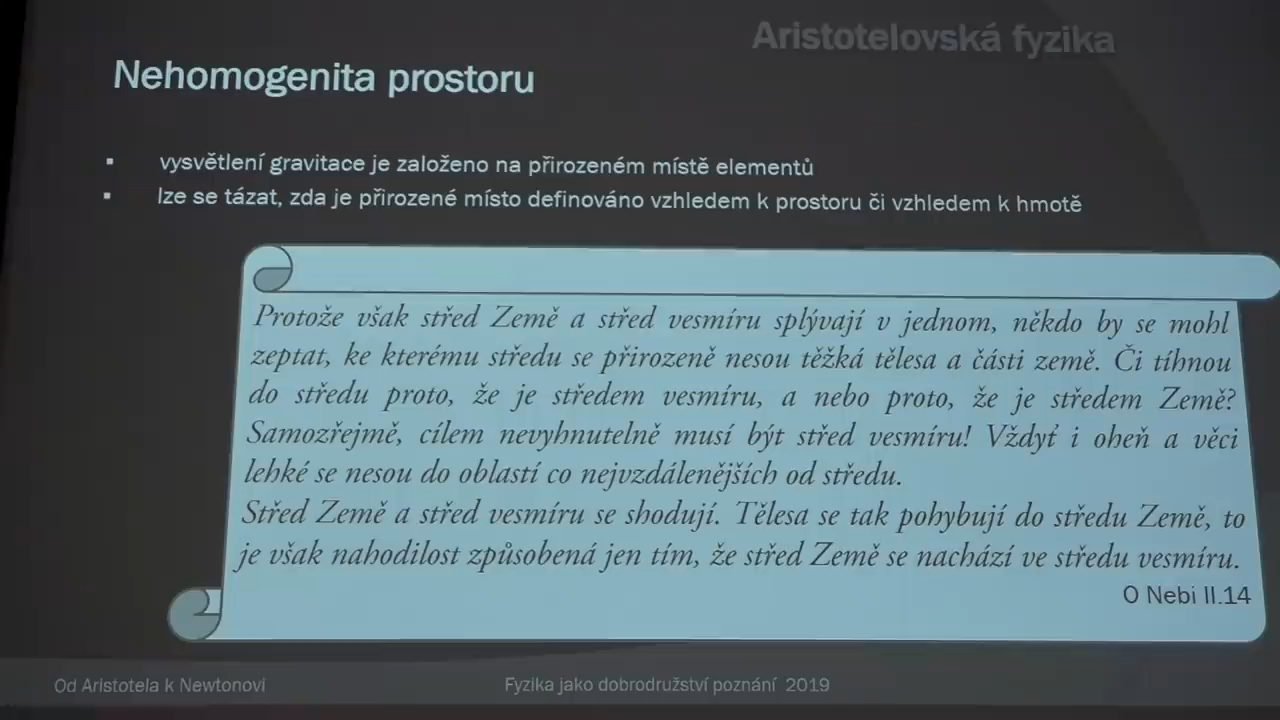 Aristotelovská fyzika
Nehomogenita prostoru
▪ vysvětlení gravitace je založeno na přirozeném místě elementů
▪ lze se tázat, zda je přirozené místo definováno vzhledem k prostoru či vzhledem k hmotě
Protože však střed Země a střed vesmíru splývají v jednom, někdo by se mohl
zeptat, ke kterému středu se přirozeně nesou těžká tělesa a části země. Či tíhnou
do středu proto, že je středem vesmíru, a nebo proto, že je středem Země?
Samozřejmě, cílem nevyhnutelně musí být střed vesmíru! Vždyť i oheň a věci
lehké se nesou do oblastí co nejvzdálenějších od středu.
Střed Země a střed vesmíru se shodují. Tělesa se tak pohybují do středu Země, to
je však nahodilost způsobená jen tím, že střed Země se nachází ve středu vesmíru.
O Nebi II.14
Od Aristotela k Newtonovi
Fyzika jako dobrodružství poznání 2019